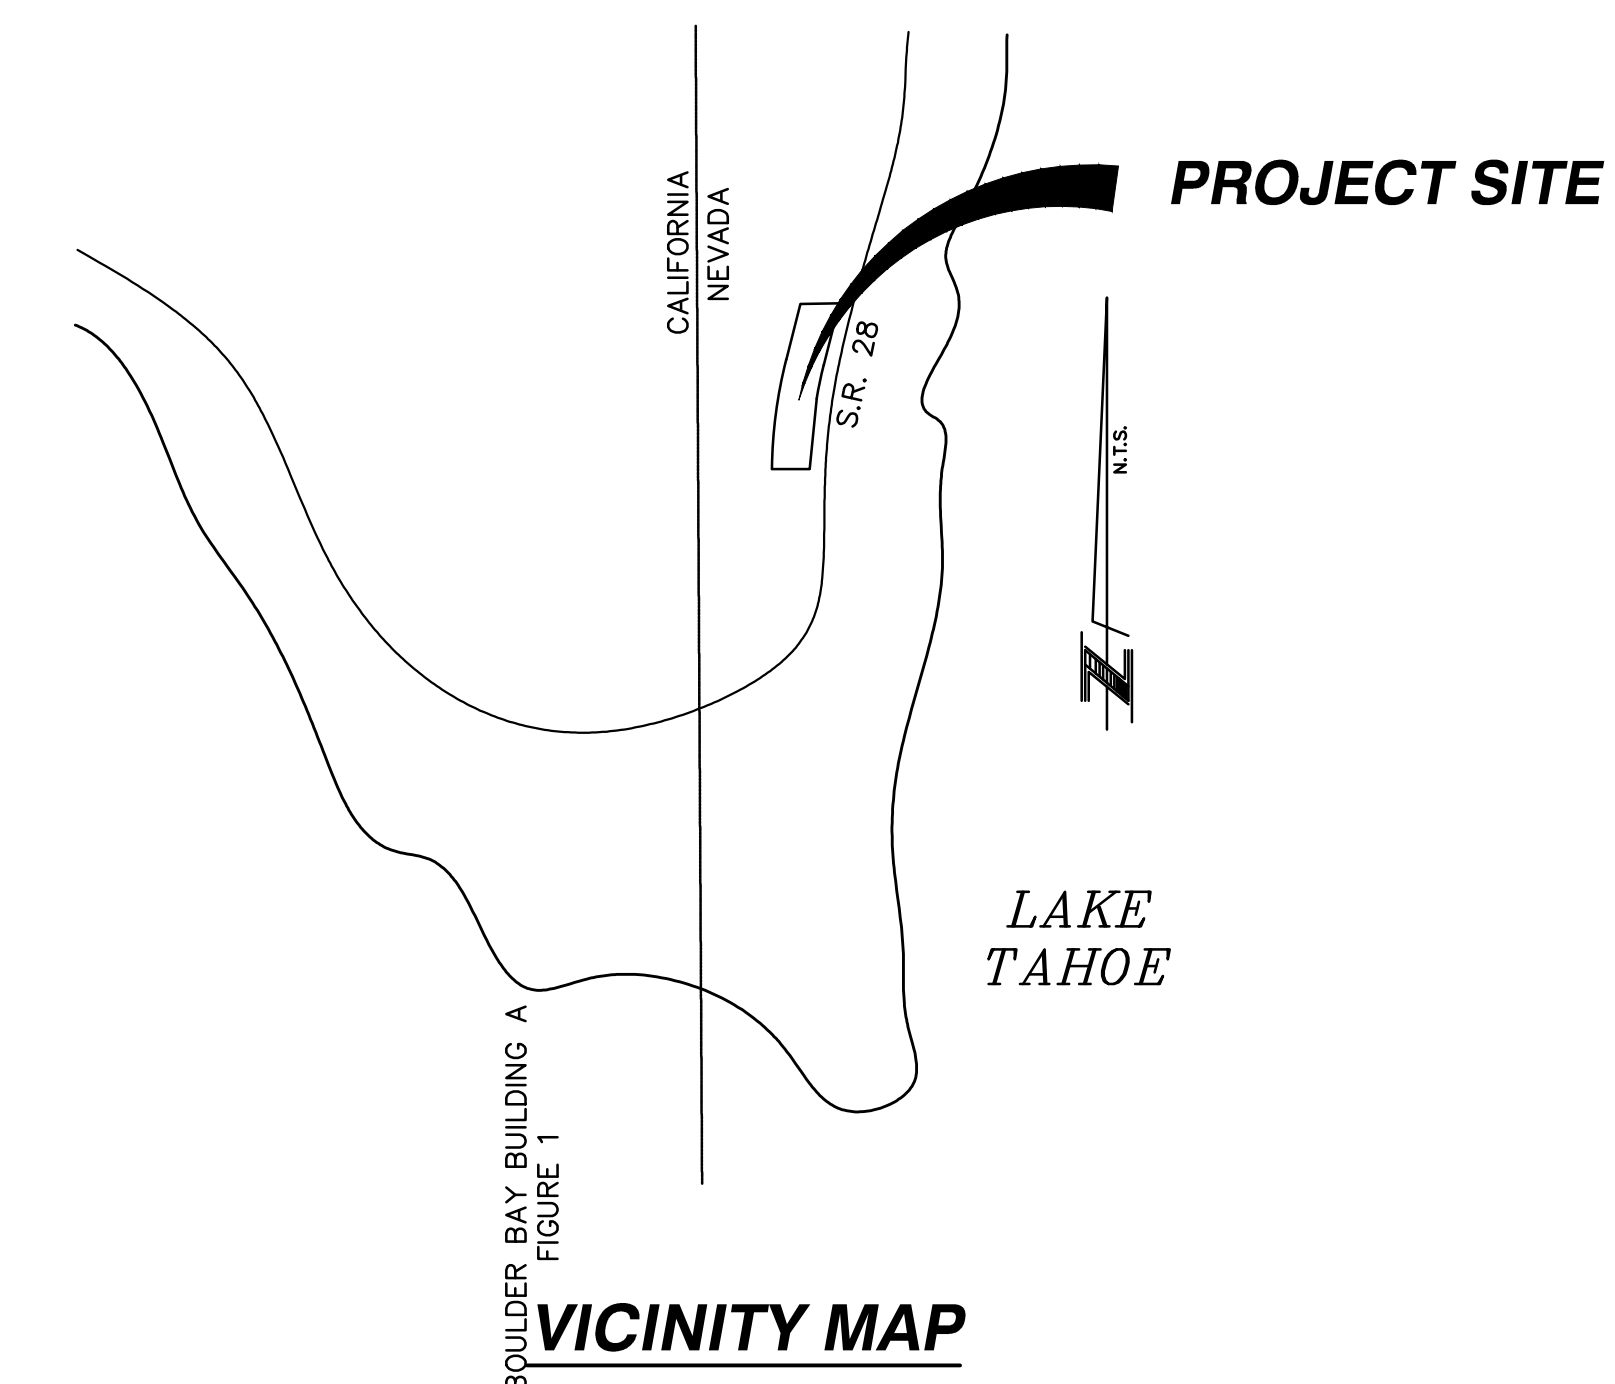 PROJECT SITE
CALIFORNIA
NEVADA
S.R. 28
N.T.S.
N
LAKE
TAHOE
BOULDER BAY BUILDING A
FIGURE 1
VICINITY MAP